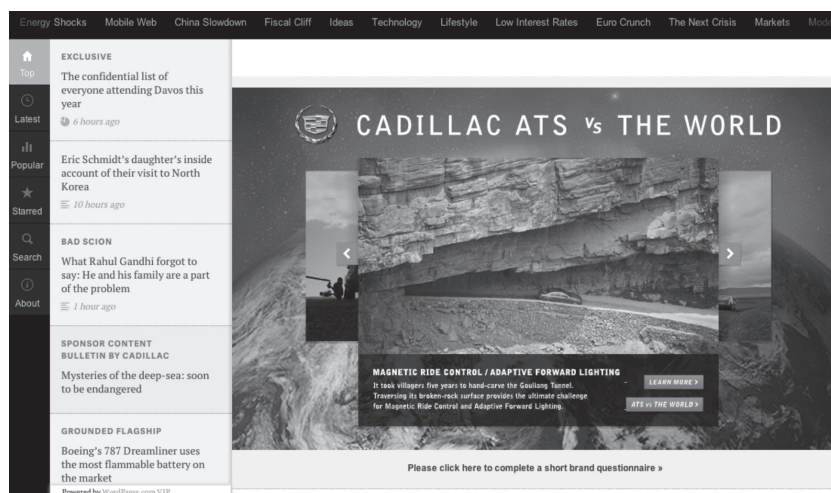 Energy Shocks Mobile Web China Slowdown Fiscal Cliff Ideas Technology Lifestyle Low Interest Rates Euro Crunch The Next Crisis Markets Mode
Top
Latest
Popular
Starred
Search
About
EXCLUSIVE
The confidential list of
everyone attending Davos this
year
6 hours ago
Eric Schmidt's daughter's inside
account of their visit to North
Korea
10 hours ago
BAD SCION
What Rahul Gandhi forgot to
say: He and his family are a part
of the problem
1 hour ago
SPONSOR CONTENT
BULLETIN BY CADILLAC
Mysteries of the deep-sea: soon
to be endangered
GROUNDED FLAGSHIP
Boeing's 787 Dreamliner uses
the most flammable battery on
the market
Powered by WordPress.com VIP
CADILLAC ATS vs THE WORLD
MAGNETIC RIDE CONTROL / ADAPTIVE FORWARD LIGHTING
It took villagers five years to hand-carve the Gouliang Tunnel.
Traversing its broken-rock surface provides the ultimate challenge
for Magnetic Ride Control and Adaptive Forward Lighting.
LEARN MORE >
ATS vs THE WORLD >
Please click here to complete a short brand questionnaire »